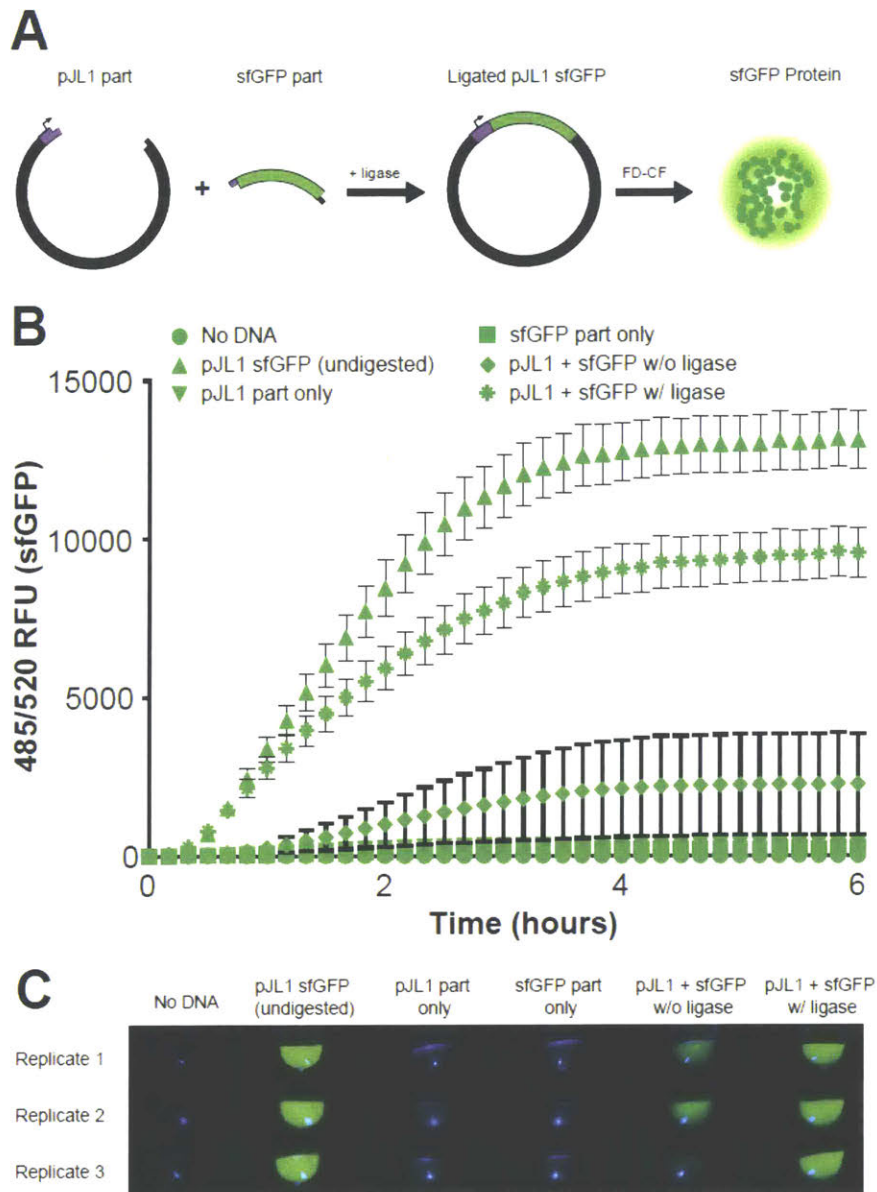 A
pJL1 part
sfGFP part
Ligated pJL1 sfGFP
sfGFP Protein
+
+ ligase
FD-CF
B
No DNA
pJL1 sfGFP (undigested)
pJL1 part only
sfGFP part only
pJL1 + sfGFP w/o ligase
pJL1 + sfGFP w/ ligase
485/520 RFU (sfGFP)
15000
10000
5000
0
0
2
4
6
Time (hours)
C
No DNA
pJL1 sfGFP
(undigested)
pJL1 part
only
sfGFP part
only
pJL1 + sfGFP
w/o ligase
pJL1 + sfGFP
w/ ligase
Replicate 1
Replicate 2
Replicate 3